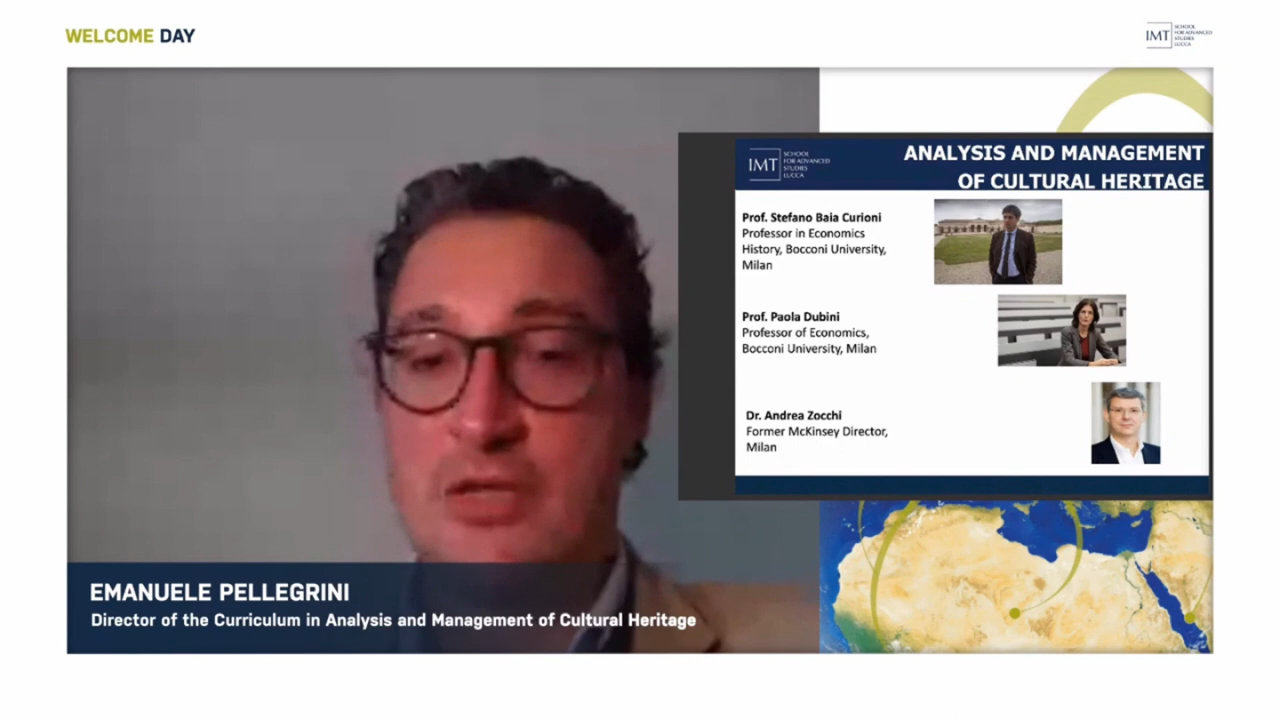 WELCOME DAY
IMT
SCHOOL
FOR ADVANCED
STUDIES
LUCCA
IMT
SCHOOL
FOR ADVANCED
STUDIES
LUCCA
ANALYSIS AND MANAGEMENT
OF CULTURAL HERITAGE
Prof. Stefano Baia Curioni
Professor in Economics
History, Bocconi University,
Milan
Prof. Paola Dubini
Professor of Economics,
Bocconi University, Milan
Dr. Andrea Zocchi
Former McKinsey Director,
Milan
EMANUELE PELLEGRINI
Director of the Curriculum in Analysis and Management of Cultural Heritage